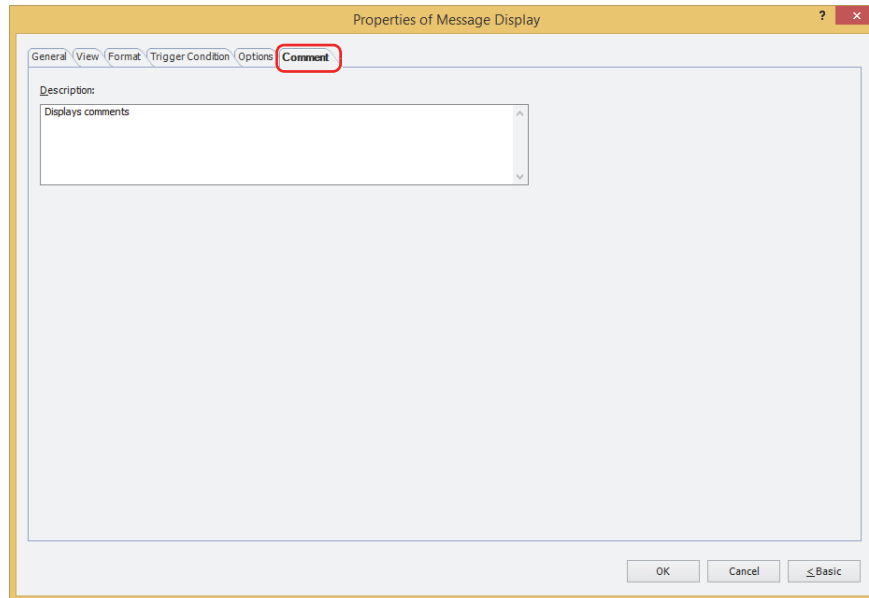 Properties of Message Display
? ×
General View Format Trigger Condition Options Comment
Description:
Displays comments
OK Cancel < Basic